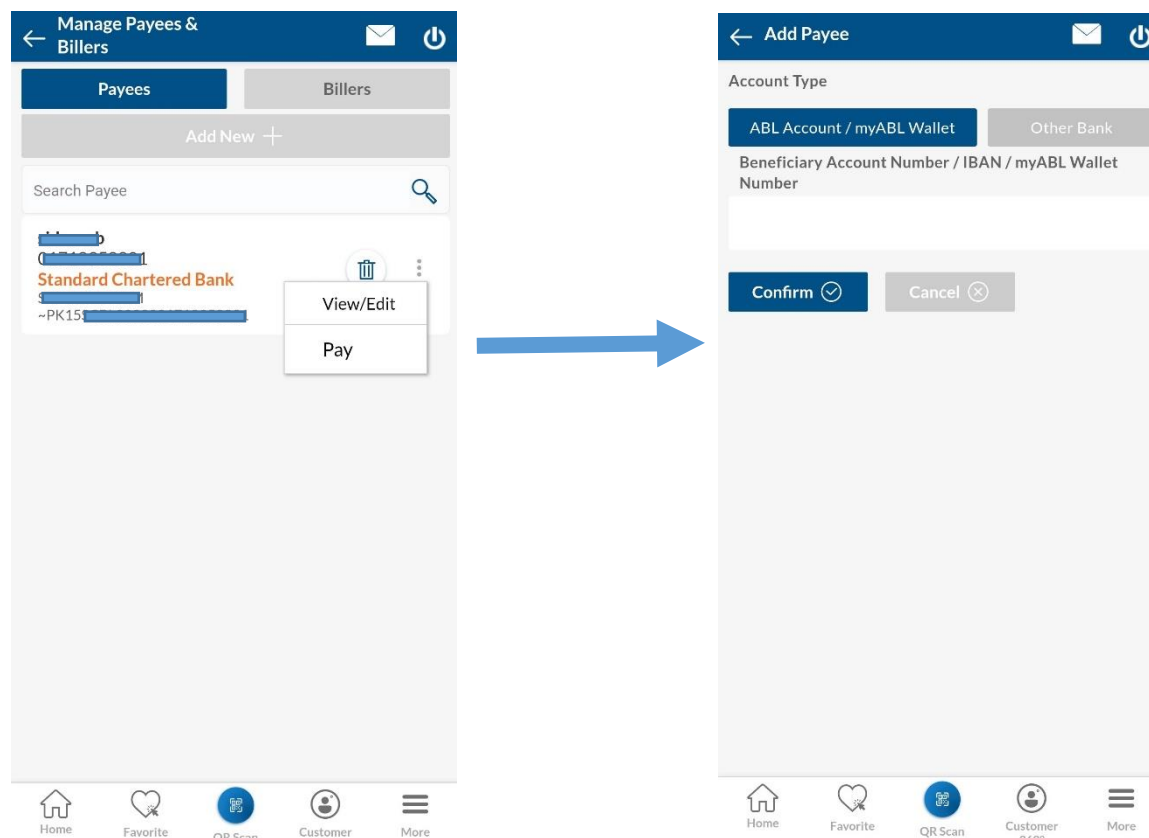 Manage Payees &
Billers
Payees
Billers
Add New
Search Payee
Standard Chartered Bank
~PK15
View/Edit
Pay
Home
Favorite
QR Scan
Customer
More
Add Payee
Account Type
ABL Account / myABL Wallet
Other Bank
Beneficiary Account Number / IBAN / myABL Wallet
Number
Confirm
Cancel
Home
Favorite
QR Scan
Customer
More